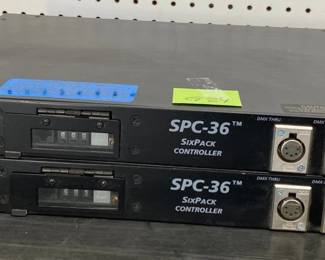 SPC-36™ DMX THRU
SIXPACK
CONTROLLER
SPC-36™ DMX THRU
SIXPACK
CONTROLLER